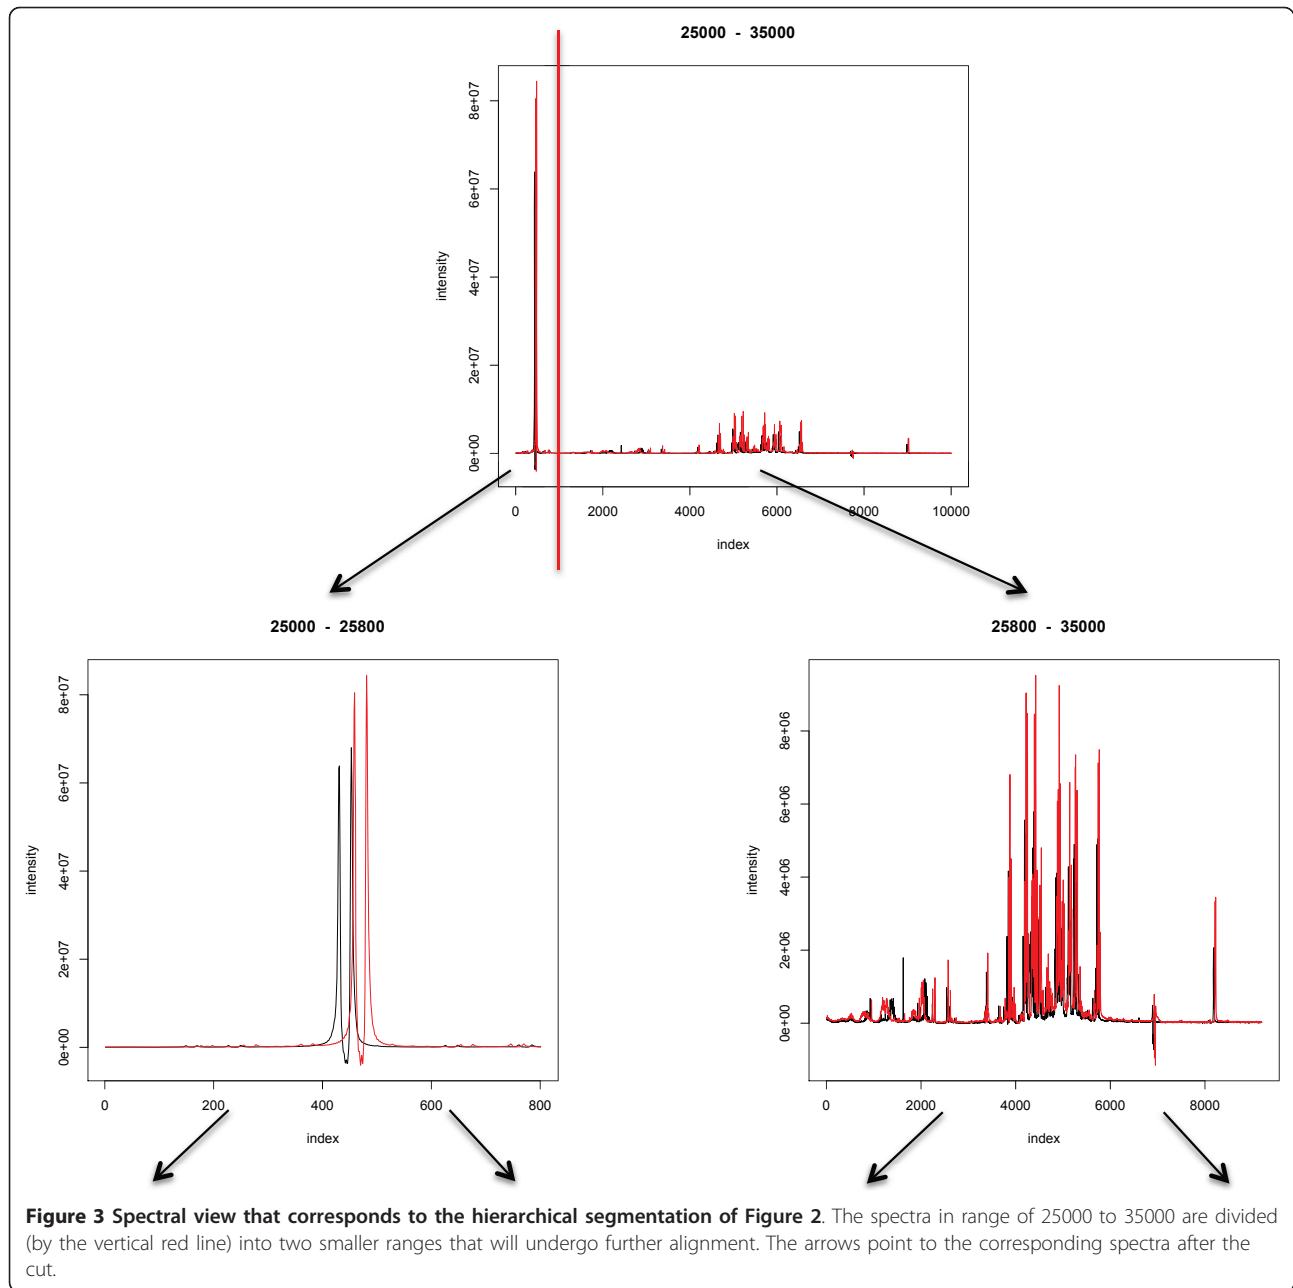 25000 - 35000
8e+07
6e+07
4e+07
2e+07
0e+00
intensity
0 2000 4000 6000 8000 10000
index
25000 - 25800
8e+07
6e+07
4e+07
2e+07
0e+00
intensity
0 200 400 600 800
index
25800 - 35000
8e+06
6e+06
4e+06
2e+06
0e+00
intensity
0 2000 4000 6000 8000
index
Figure 3 Spectral view that corresponds to the hierarchical segmentation of Figure 2. The spectra in range of 25000 to 35000 are divided
(by the vertical red line) into two smaller ranges that will undergo further alignment. The arrows point to the corresponding spectra after the
cut.